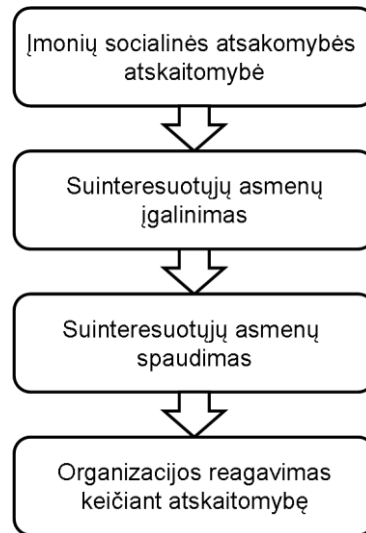 Įmonių socialinės atsakomybės
atskaitomybė
Suinteresuotųjų asmenų
įgalinimas
Suinteresuotųjų asmenų
spaudimas
Organizacijos reagavimas
keičiant atskaitomybę